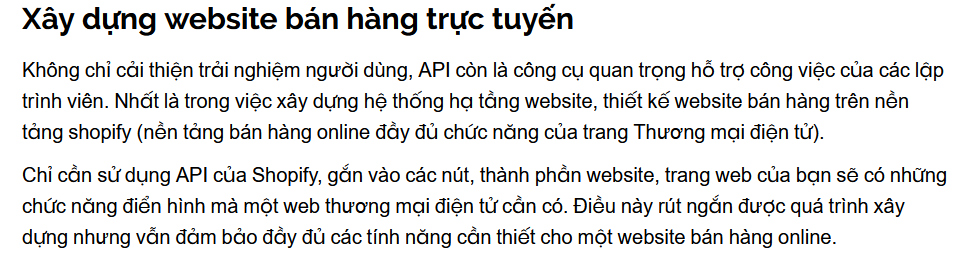 Xây dựng website bán hàng trực tuyến
Không chỉ cải thiện trải nghiệm người dùng, API còn là công cụ quan trọng hỗ trợ công việc của các lập
trình viên. Nhất là trong việc xây dựng hệ thống hạ tầng website, thiết kế website bán hàng trên nền
tảng shopify (nền tảng bán hàng online đầy đủ chức năng của trang Thương mại điện tử).
Chỉ cần sử dụng API của Shopify, gắn vào các nút, thành phần website, trang web của bạn sẽ có những
chức năng điển hình mà một web thương mại điện tử cần có. Điều này rút ngắn được quá trình xây
dựng nhưng vẫn đảm bảo đầy đủ các tính năng cần thiết cho một website bán hàng online.